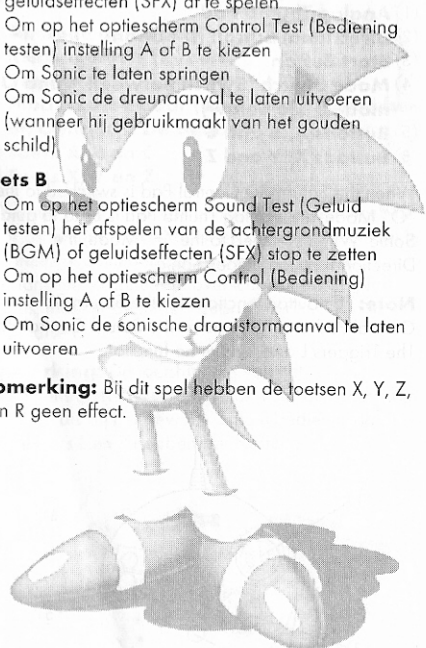 geluidseffecten (SFX) af te spelen
Om op het optiescherm Control Test (Bediening
testen) instelling A of B te kiezen
Om Sonic te laten springen
Om Sonic de dreunaanval te laten uitvoeren
(wanneer hij gebruikmaakt van het gouden
schild)
ets B
Om op het optiescherm Sound Test (Geluid
testen) het afspelen van de achtergrondmuziek
(BGM) of geluidseffecten (SFX) stop te zetten
Om op het optiescherm Control (Bediening)
instelling A of B te kiezen
Om Sonic de sonische draaistormaanval te laten
uitvoeren
pmerking: Bij dit spel hebben de toetsen X, Y, Z,
n R geen effect.